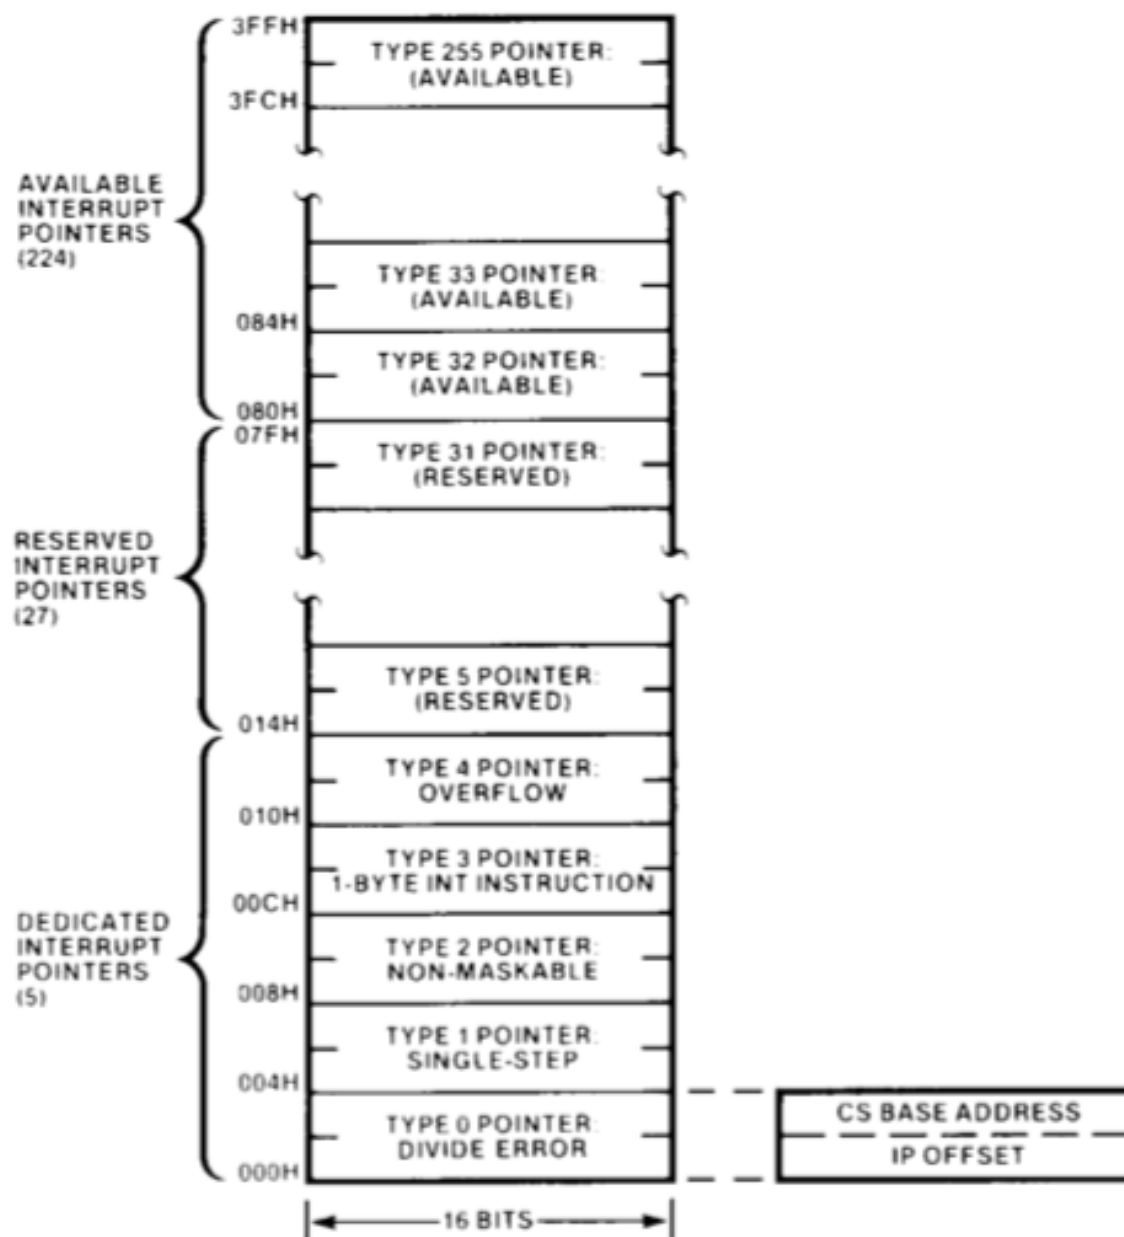 3FFH
TYPE 255 POINTER:
(AVAILABLE)
3FCH
AVAILABLE
INTERRUPT
POINTERS
(224)
TYPE 33 POINTER:
(AVAILABLE)
084H
TYPE 32 POINTER:
(AVAILABLE)
080H
07FH
TYPE 31 POINTER:
(RESERVED)
RESERVED
INTERRUPT
POINTERS
(27)
TYPE 5 POINTER:
(RESERVED)
014H
TYPE 4 POINTER:
OVERFLOW
010H
TYPE 3 POINTER:
1-BYTE INT INSTRUCTION
00CH
DEDICATED
INTERRUPT
POINTERS
(5)
TYPE 2 POINTER:
NON-MASKABLE
008H
TYPE 1 POINTER:
SINGLE-STEP
004H
TYPE 0 POINTER:
DIVIDE ERROR
000H
CS BASE ADDRESS
IP OFFSET
16 BITS